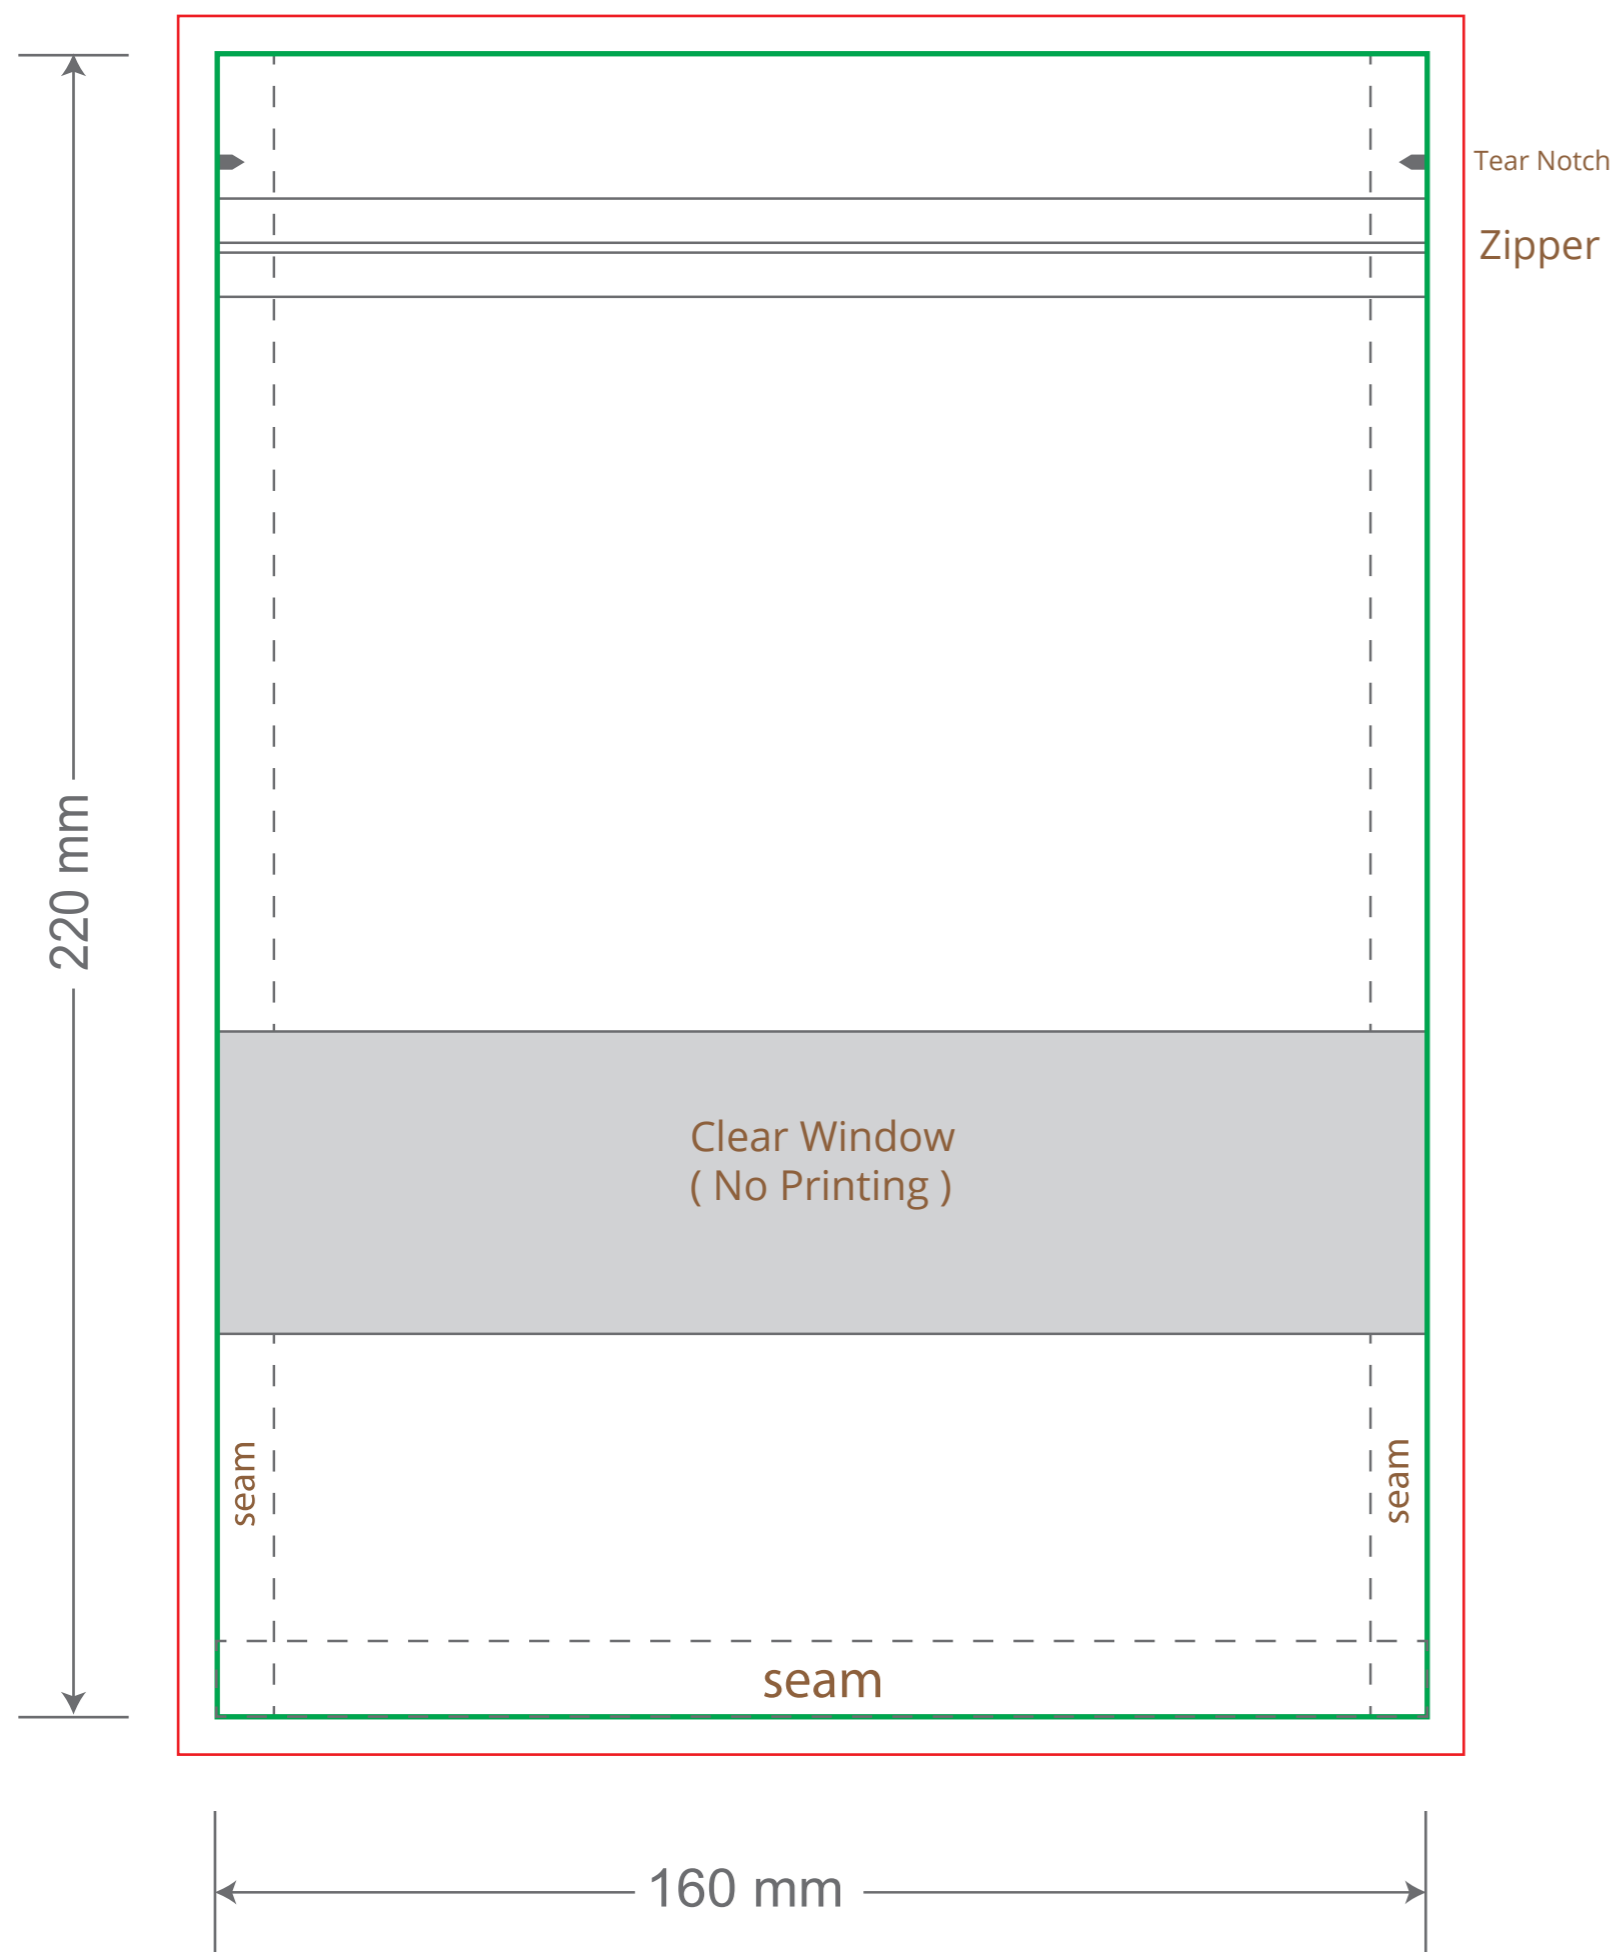 Tear Notch
Zipper
220 mm
Clear Window
( No Printing )
seam
seam
seam
160 mm